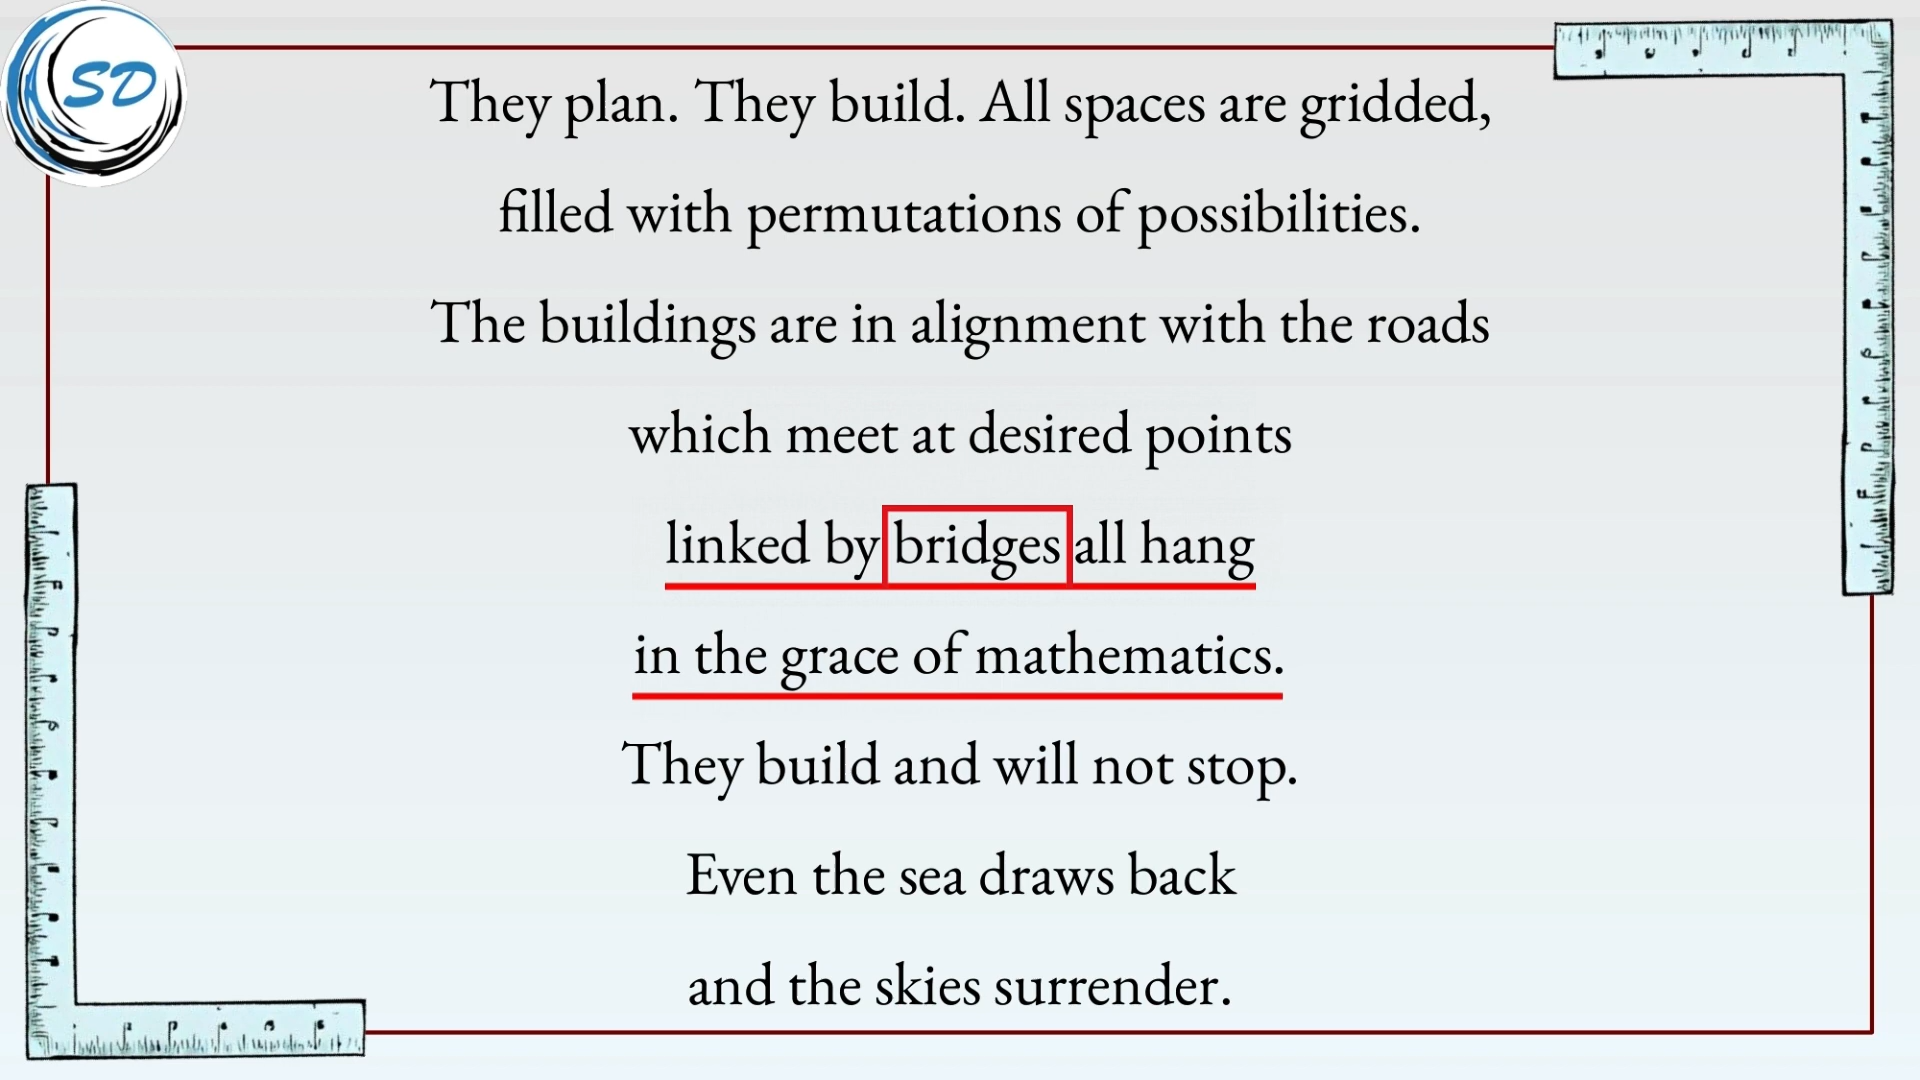 SD
They plan. They build. All spaces are gridded,
filled with permutations of possibilities.
The buildings are in alignment with the roads
which meet at desired points
linked by bridges all hang
in the grace of mathematics.
They build and will not stop.
Even the sea draws back
and the skies surrender.